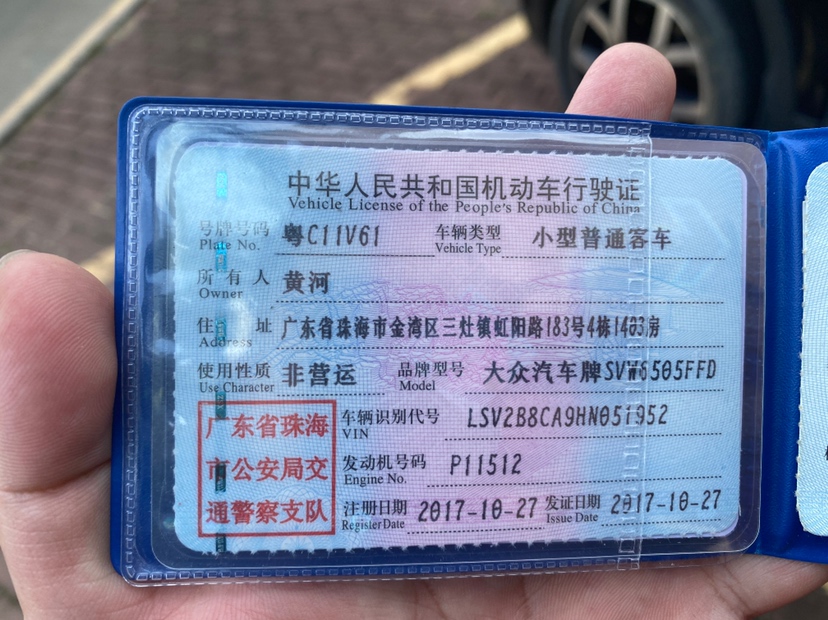 中华人民共和国机动车行驶证
Vehicle License of the People's Republic of China
号牌号码 粤C11V61 车辆类型 小型普通客车
Plate No. Vehicle Type
所有人 黄河
Owner
住址 广东省珠海市金湾区三灶镇虹阳路183号4栋1403房
Address
使用性质 非营运 品牌型号 大众汽车牌SVW6505FFD
Use Character Model
广东省珠海 车辆识别代号 LSV2B8CA9HN051952
VIN
市公安局交 发动机号码 P11512
Engine No.
通警察支队 注册日期 2017-10-27 发证日期 2017-10-27
Register Date Issue Date